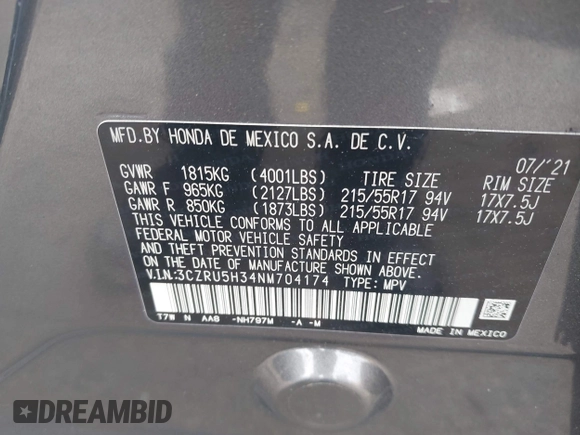 MFD.BY HONDA DE MEXICO S.A. DE C.V.
07/'21
GVWR 1815KG (4001LBS) TIRE SIZE RIM SIZE
GAWR F 965KG (2127LBS) 215/55R17 94V 17X7.5J
GAWR R 850KG (1873LBS) 215/55R17 94V 17X7.5J
THIS VEHICLE CONFORMS TO ALL APPLICABLE
FEDERAL MOTOR VEHICLE SAFETY
AND THEFT PREVENTION STANDARDS IN EFFECT
ON THE DATE OF MANUFACTURE SHOWN ABOVE.
V.I.N:3CZRU5H34NM704174 TYPE: MPV
T7W N AA8 -NH797M -A -M
MADE IN MEXICO
DREAMBID